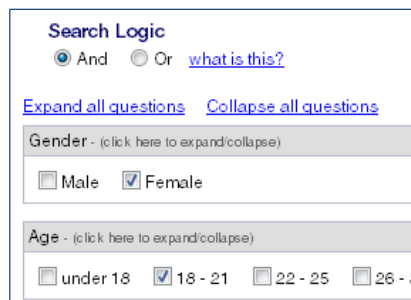 Search Logic
And Or what is this?
Expand all questions Collapse all questions
Gender - (click here to expand/collapse)
Male Female
Age - (click here to expand/collapse)
under 18 18 - 21 22 - 25 26 -